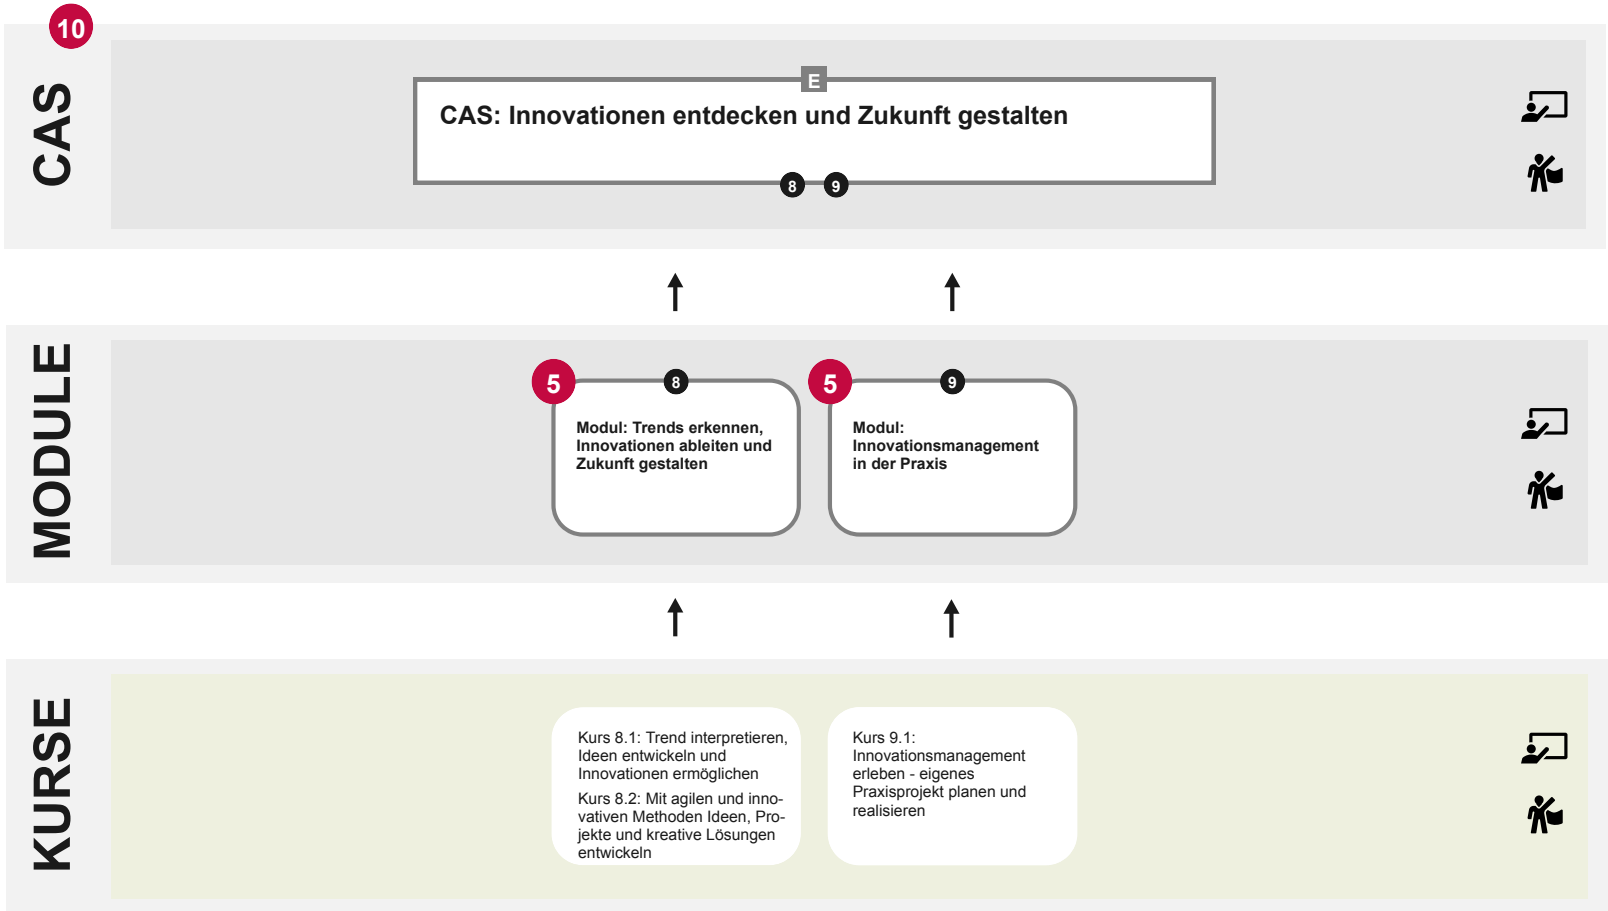 10
CAS
E
CAS: Innovationen entdecken und Zukunft gestalten
8 9
MODULE
5 8
Modul: Trends erkennen,
Innovationen ableiten und
Zukunft gestalten
5 9
Modul:
Innovationsmanagement
in der Praxis
KURSE
Kurs 8.1: Trend interpretieren,
Ideen entwickeln und
Innovationen ermöglichen
Kurs 8.2: Mit agilen und inno-
vativen Methoden Ideen, Pro-
jekte und kreative Lösungen
entwickeln
Kurs 9.1:
Innovationsmanagement
erleben - eigenes
Praxisprojekt planen und
realisieren